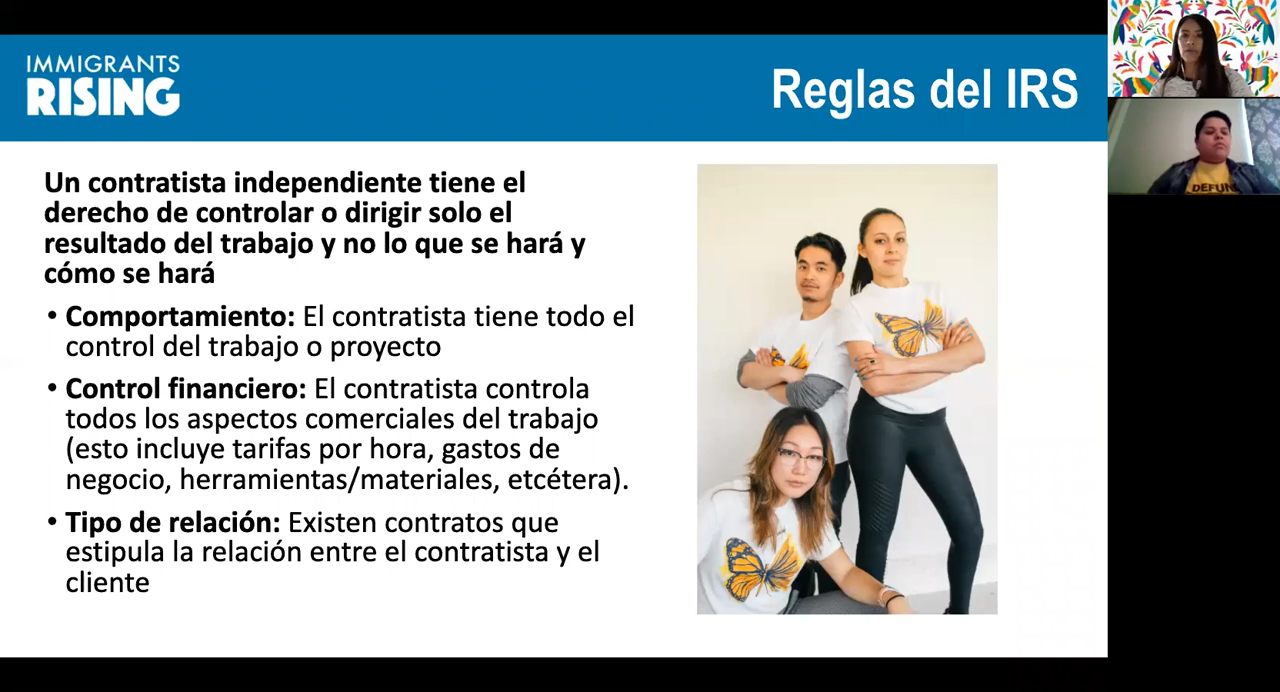 IMMIGRANTS
RISING
Reglas del IRS
Un contratista independiente tiene el
derecho de controlar o dirigir solo el
resultado del trabajo y no lo que se hará y
cómo se hará
• Comportamiento: El contratista tiene todo el
control del trabajo o proyecto
• Control financiero: El contratista controla
todos los aspectos comerciales del trabajo
(esto incluye tarifas por hora, gastos de
negocio, herramientas/materiales, etcétera).
• Tipo de relación: Existen contratos que
estipula la relación entre el contratista y el
cliente
DEFUN